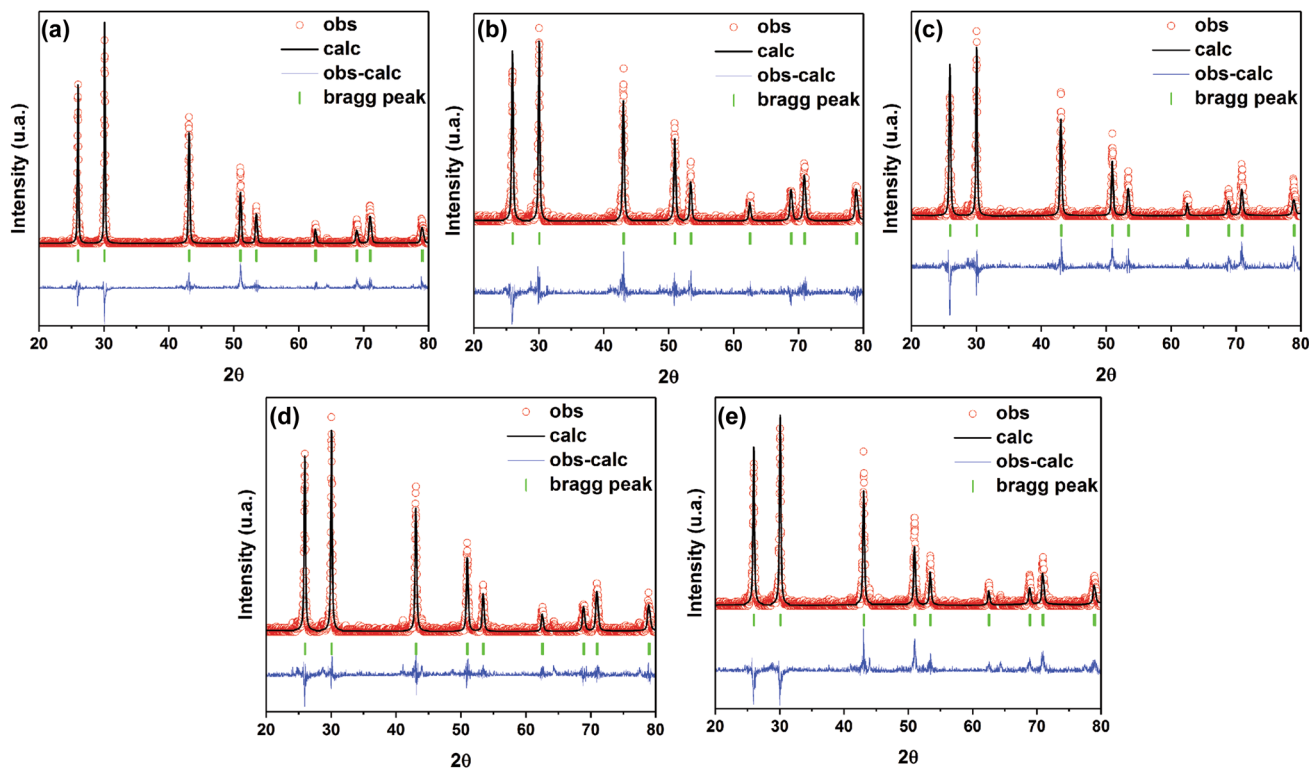 (a)
obs
calc
obs-calc
bragg peak
Intensity (u.a.)
20 30 40 50 60 70 80
2θ
(b)
obs
calc
obs-calc
bragg peak
Intensity (u.a.)
20 30 40 50 60 70 80
2θ
(c)
obs
calc
obs-calc
bragg peak
Intensity (u.a.)
20 30 40 50 60 70 80
2θ
(d)
obs
calc
obs-calc
bragg peak
Intensity (u.a.)
20 30 40 50 60 70 80
2θ
(e)
obs
calc
obs-calc
bragg peak
Intensity (u.a.)
20 30 40 50 60 70 80
2θ